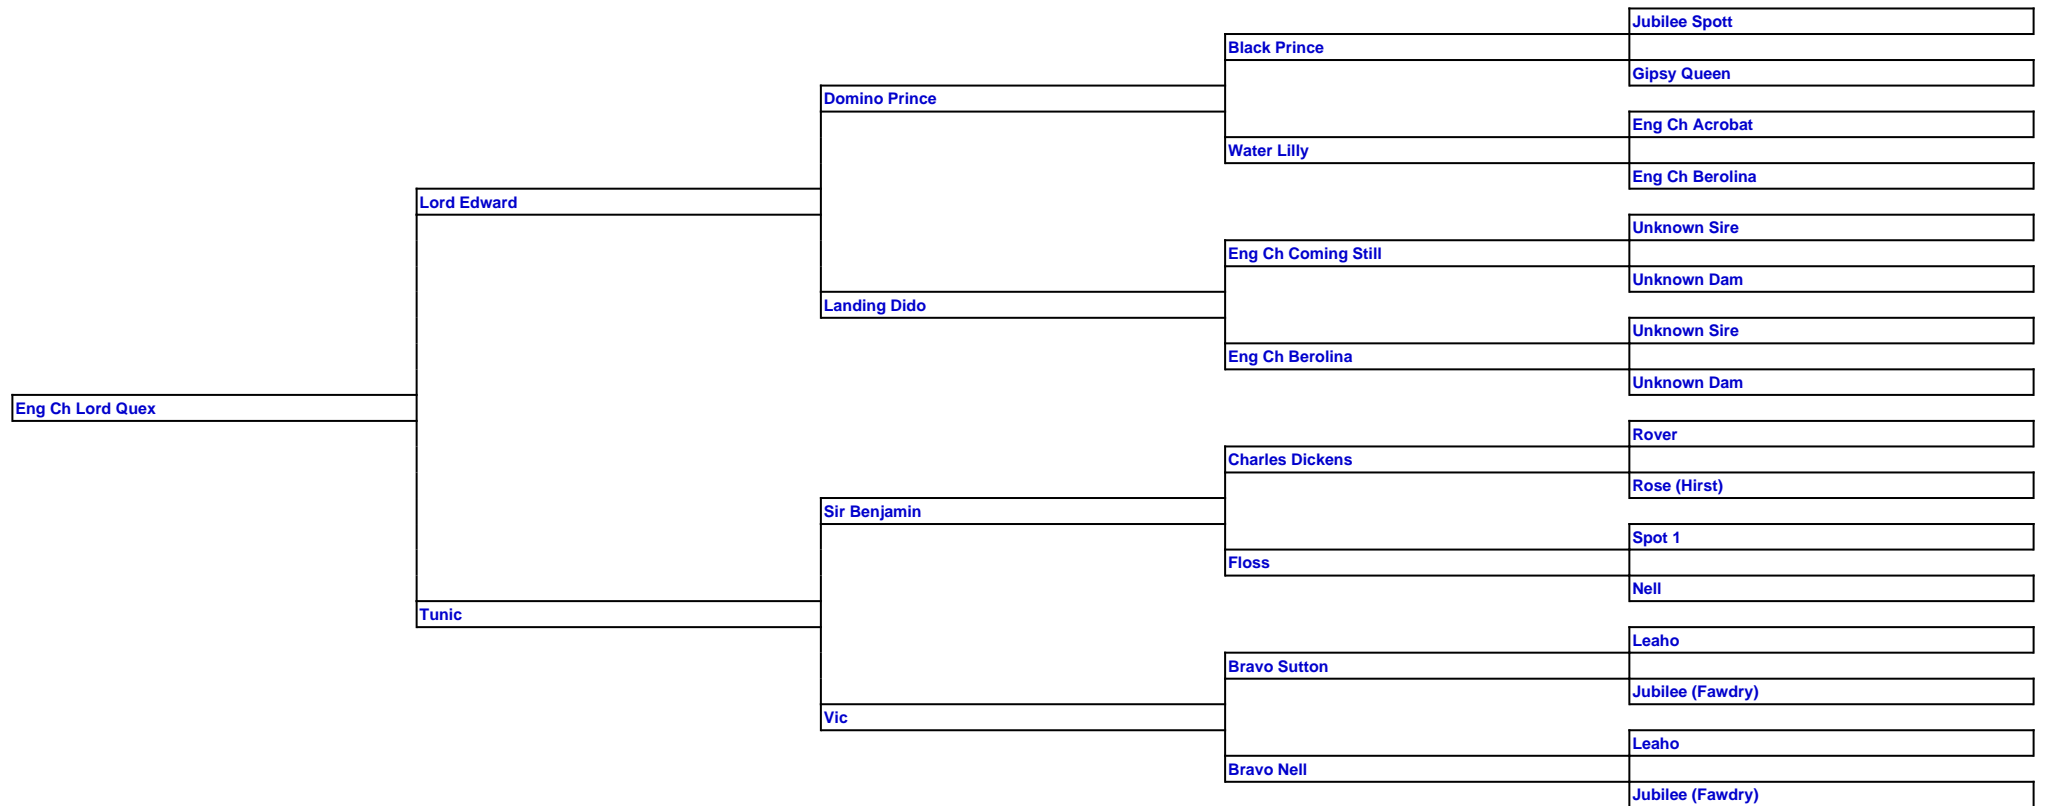 Jubilee Spott
Black Prince
Gipsy Queen
Domino Prince
Eng Ch Acrobat
Water Lilly
Eng Ch Berolina
Lord Edward
Unknown Sire
Eng Ch Coming Still
Unknown Dam
Landing Dido
Unknown Sire
Eng Ch Berolina
Unknown Dam
Eng Ch Lord Quex
Rover
Charles Dickens
Rose (Hirst)
Sir Benjamin
Spot 1
Floss
Nell
Tunic
Leaho
Bravo Sutton
Jubilee (Fawdry)
Vic
Leaho
Bravo Nell
Jubilee (Fawdry)